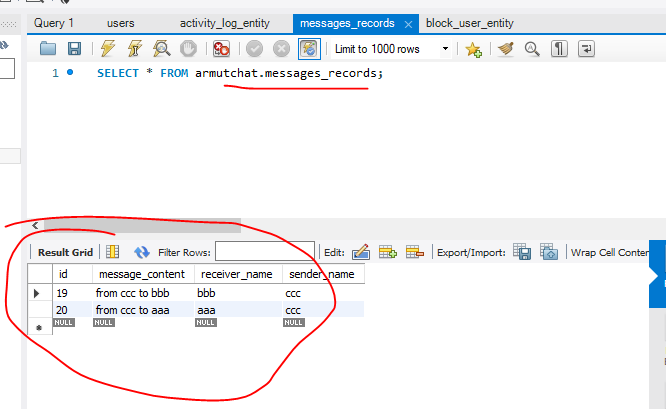 Query 1 users activity_log_entity messages_records block_user_entity
Limit to 1000 rows
1 SELECT * FROM armutchat.messages_records;
Result Grid Filter Rows: Edit: Export/Import: Wrap Cell Conten
id message_content receiver_name sender_name
19 from ccc to bbb bbb ccc
20 from ccc to aaa aaa ccc
NULL NULL NULL NULL